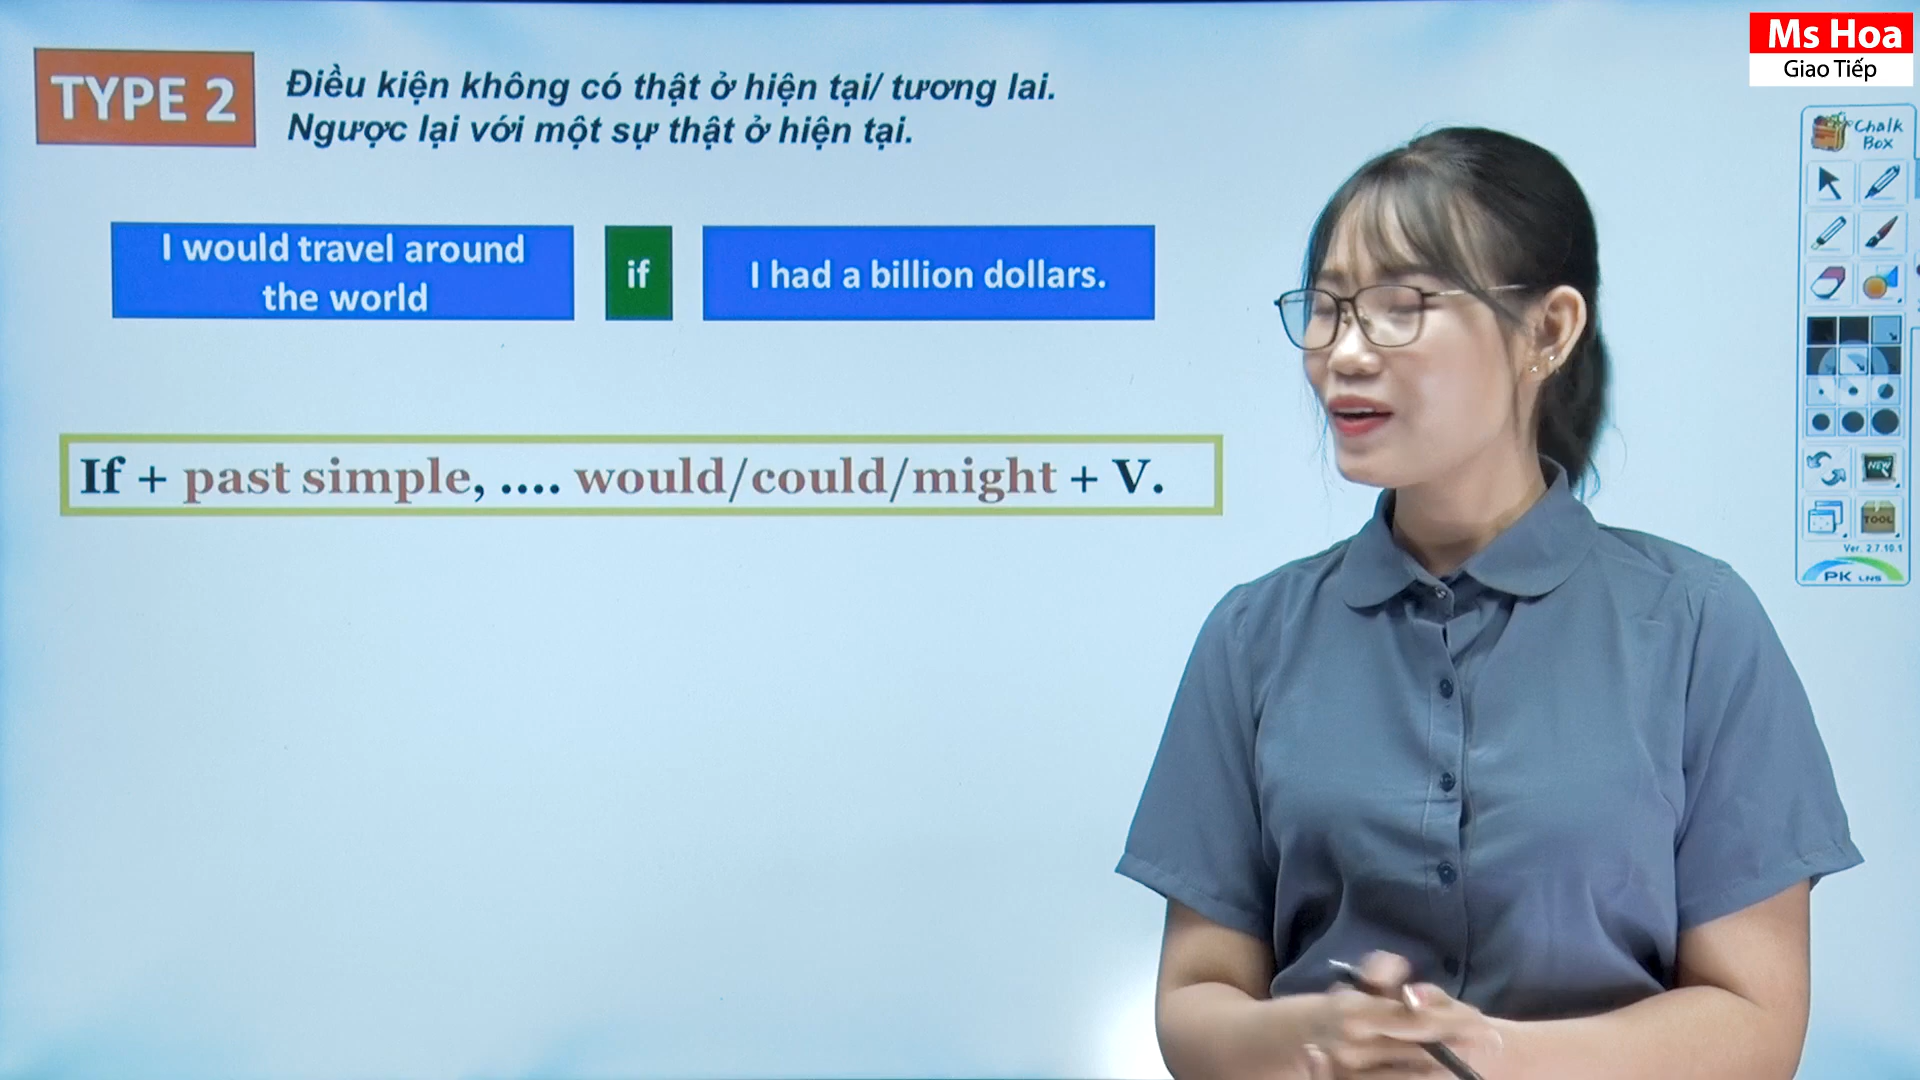 Ms Hoa
Giao Tiếp
TYPE 2
Điều kiện không có thật ở hiện tại/ tương lai.
Ngược lại với một sự thật ở hiện tại.
I would travel around
the world
if
I had a billion dollars.
If + past simple, .... would/could/might + V.
Chalk
Box
NEW
TOOL
Ver. 2.7.10.1
PK LNS